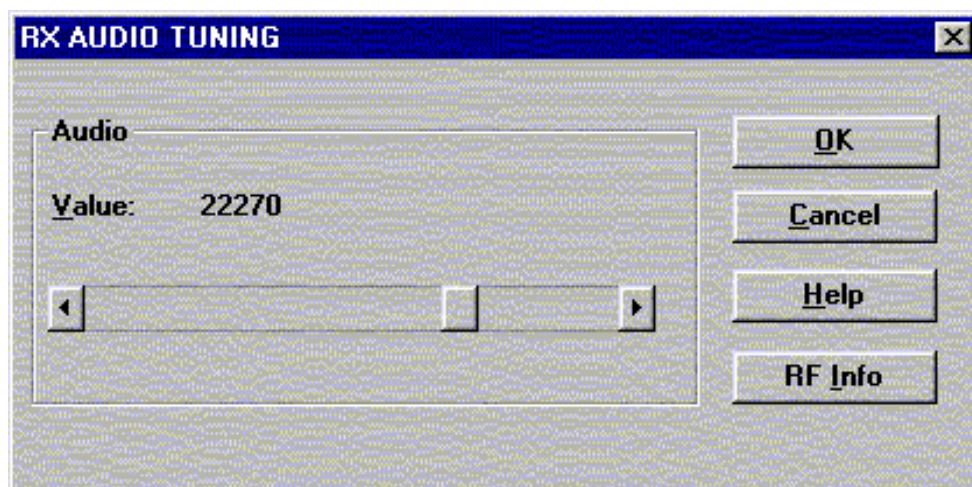 RX AUDIO TUNING
Audio
Value: 22270
OK
Cancel
Help
RF Info